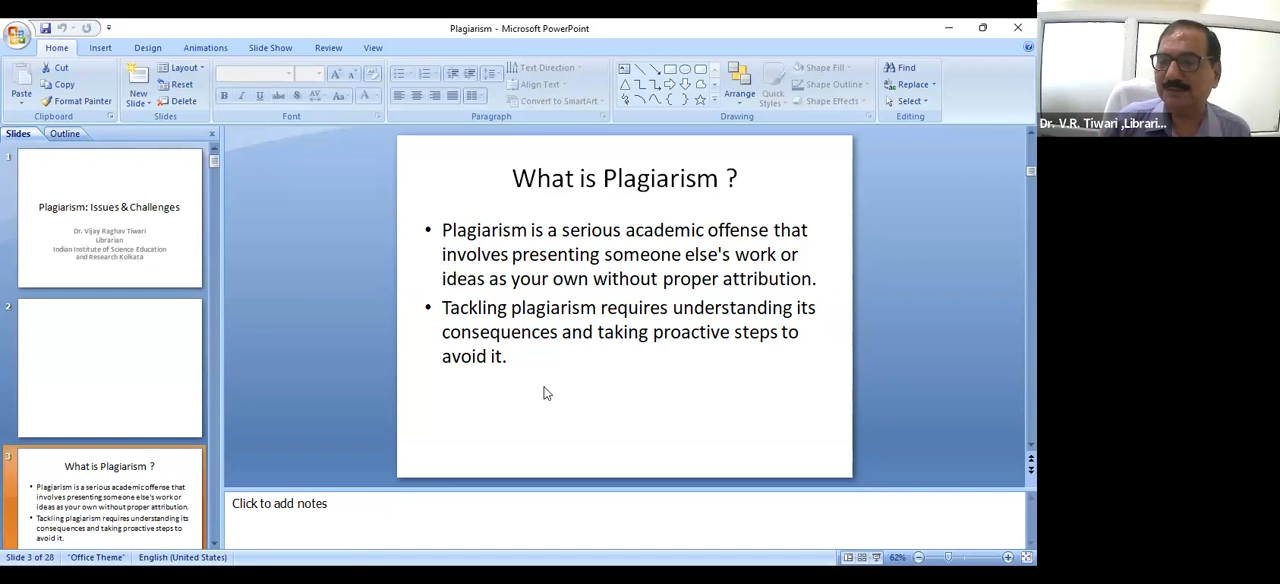 Plagiarism - Microsoft PowerPoint
Home Insert Design Animations Slide Show Review View
Paste
Cut
Copy
Format Painter
Clipboard
New Slide
Layout
Reset
Delete
Slides
B I U abc S AV Aa A
Font
Text Direction
Align Text
Convert to SmartArt
Paragraph
Arrange
Quick Styles
Shape Fill
Shape Outline
Shape Effects
Drawing
Find
Replace
Select
Editing
Dr. V.R. Tiwari ,Librari...
Slides Outline
1
Plagiarism: Issues & Challenges
Dr. Vijay Raghav Tiwari
Librarian
Indian Institute of Science Education
and Research Kolkata
2
3
What is Plagiarism ?
• Plagiarism is a serious academic offense that
involves presenting someone else's work or
ideas as your own without proper attribution.
• Tackling plagiarism requires understanding its
consequences and taking proactive steps to
avoid it.
What is Plagiarism ?
• Plagiarism is a serious academic offense that
involves presenting someone else's work or
ideas as your own without proper attribution.
• Tackling plagiarism requires understanding its
consequences and taking proactive steps to
avoid it.
Click to add notes
Slide 3 of 28 "Office Theme" English (United States) 62%